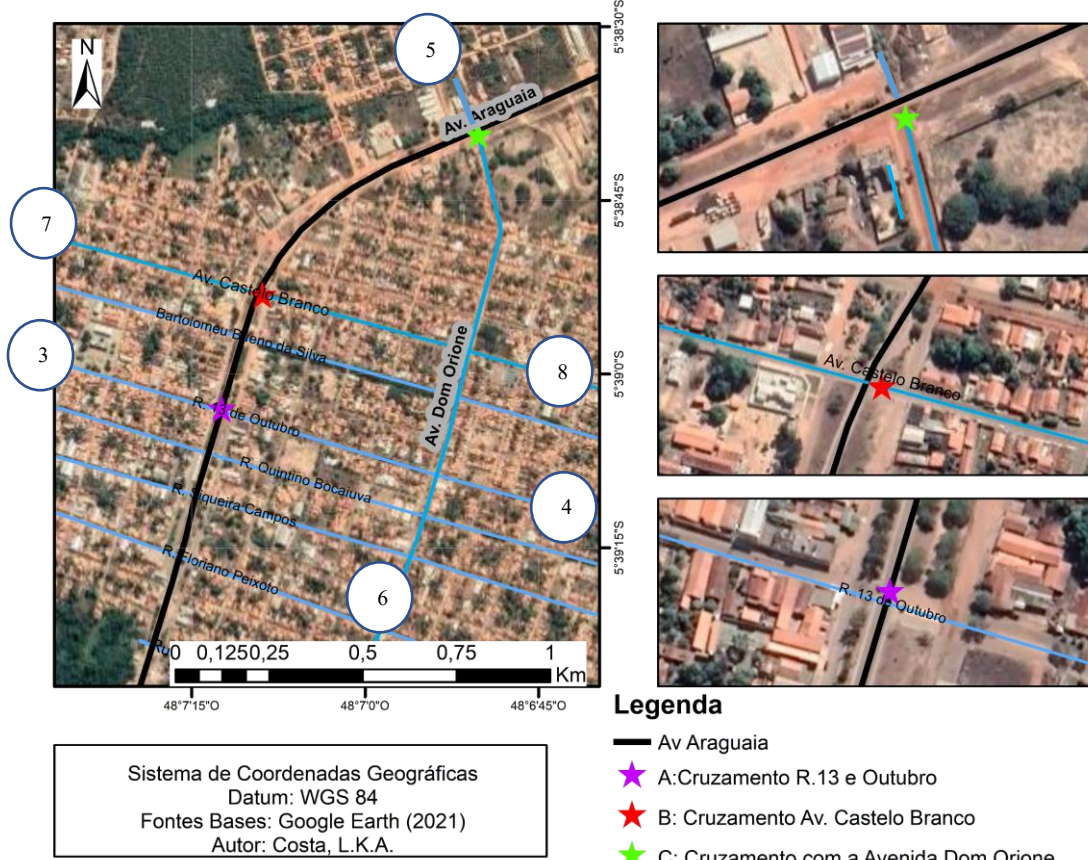 N
5
Av. Araguaia
5°38'30"S
5°38'45"S
7
Av. Castelo Branco
Bartolomeu Bueno da Silva
3
8
5°39'0"S
Av. Dom Orione
R. 13 de Outubro
R. Quintino Bocaiuva
4
R. Siqueira Campos
5°39'15"S
R. Floriano Peixoto
6
Ru
0 0,1250,25 0,5 0,75 1
Km
48°7'15"O 48°7'0"O 48°6'45"O
Av. Castelo Branco
R. 13 de Outubro
Sistema de Coordenadas Geográficas
Datum: WGS 84
Fontes Bases: Google Earth (2021)
Autor: Costa, L.K.A.
Legenda
Av Araguaia
A:Cruzamento R.13 e Outubro
B: Cruzamento Av. Castelo Branco
C: Cruzamento com a Avenida Dom Orione